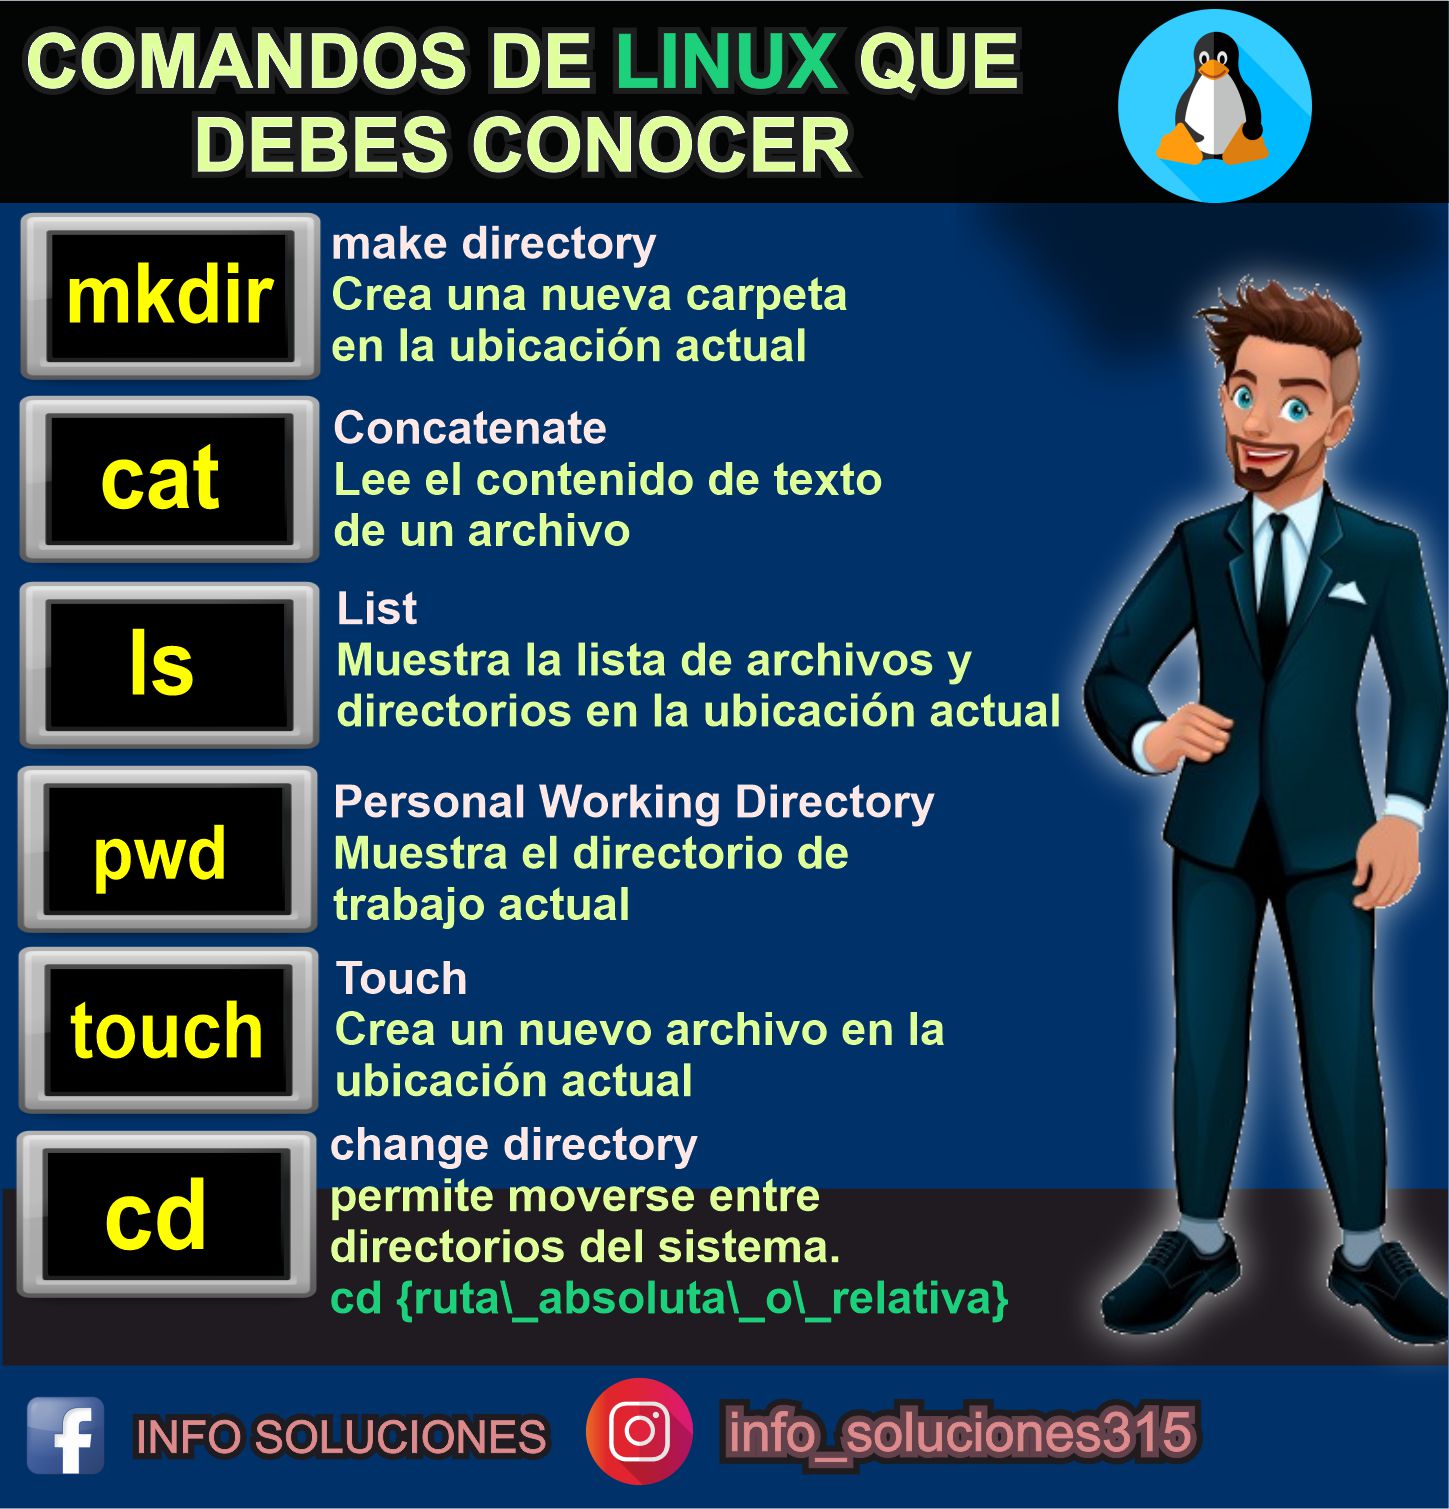 COMANDOS DE LINUX QUE
DEBES CONOCER
mkdir
make directory
Crea una nueva carpeta
en la ubicación actual
cat
Concatenate
Lee el contenido de texto
de un archivo
ls
List
Muestra la lista de archivos y
directorios en la ubicación actual
pwd
Personal Working Directory
Muestra el directorio de
trabajo actual
touch
Touch
Crea un nuevo archivo en la
ubicación actual
cd
change directory
permite moverse entre
directorios del sistema.
cd {ruta\_absoluta\_o\_relativa}
f
INFO SOLUCIONES
info_soluciones315